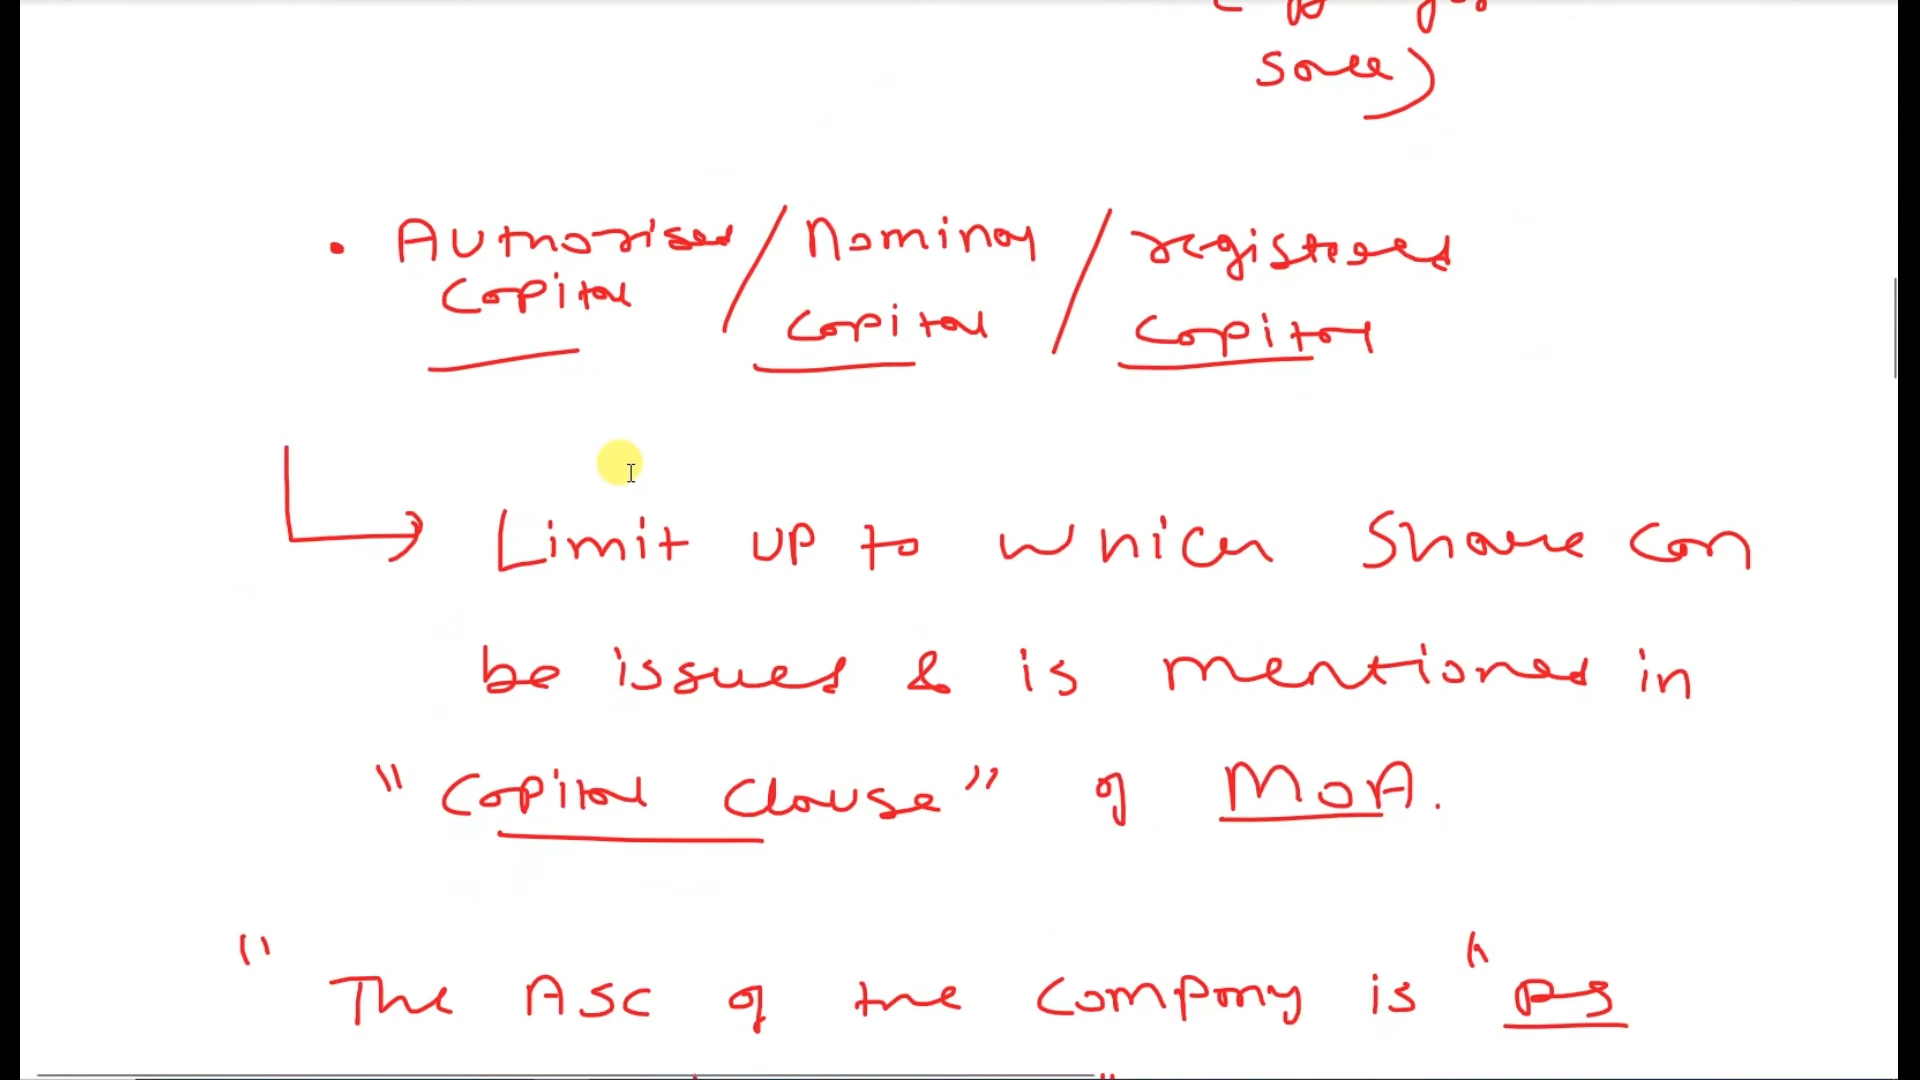 Save)
• Authorised / Nominal / registered
Capital Capital Capital
Limit up to which Share can
be issued & is mentioned in
"Capital Clause" of MOA.
"The ASC of the Company is "Rs